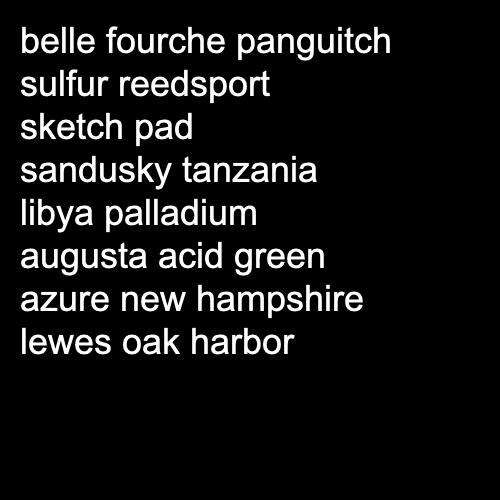 belle fourche panguitch
sulfur reedsport
sketch pad
sandusky tanzania
libya palladium
augusta acid green
azure new hampshire
lewes oak harbor